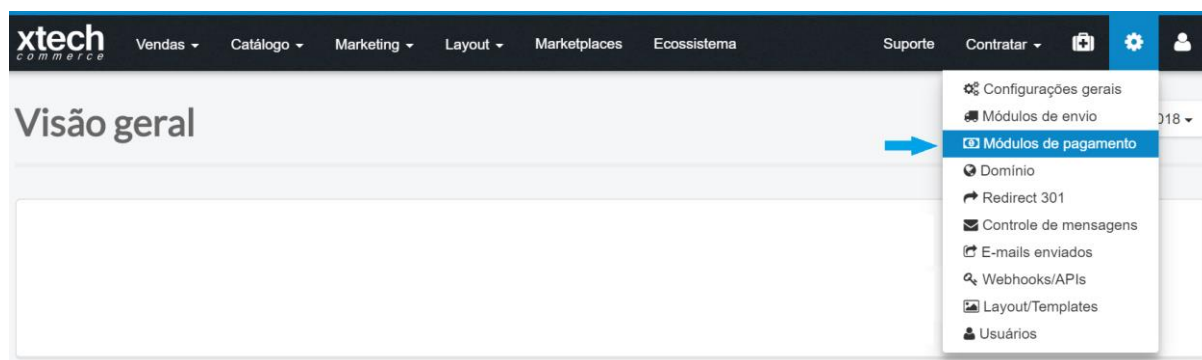 xtech
commerce
Vendas
Catálogo
Marketing
Layout
Marketplaces
Ecossistema
Suporte
Contratar
Visão geral
018
Configurações gerais
Módulos de envio
Módulos de pagamento
Domínio
Redirect 301
Controle de mensagens
E-mails enviados
Webhooks/APIs
Layout/Templates
Usuários